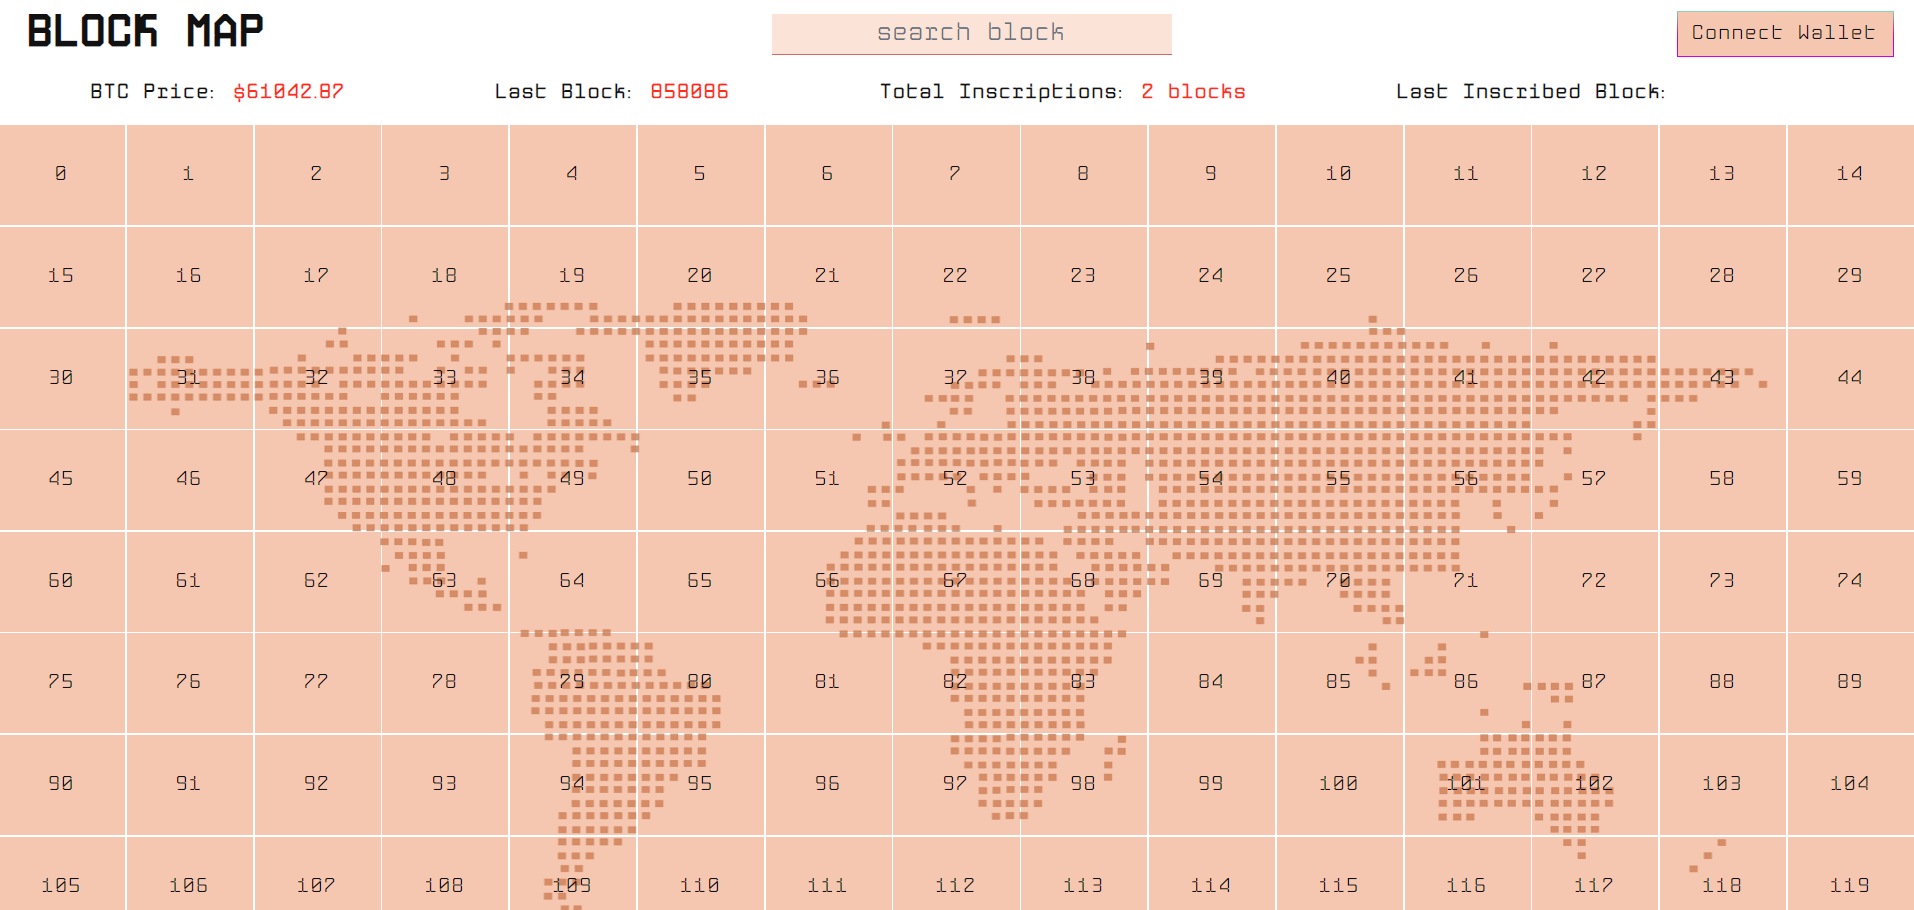 BLOCK MAP search block Connect Wallet
BTC Price: $61042.87 Last Block: 858086 Total Inscriptions: 2 blocks Last Inscribed Block:
0 1 2 3 4 5 6 7 8 9 10 11 12 13 14
15 16 17 18 19 20 21 22 23 24 25 26 27 28 29
30 31 32 33 34 35 36 37 38 39 40 41 42 43 44
45 46 47 48 49 50 51 52 53 54 55 56 57 58 59
60 61 62 63 64 65 66 67 68 69 70 71 72 73 74
75 76 77 78 79 80 81 82 83 84 85 86 87 88 89
90 91 92 93 94 95 96 97 98 99 100 101 102 103 104
105 106 107 108 109 110 111 112 113 114 115 116 117 118 119